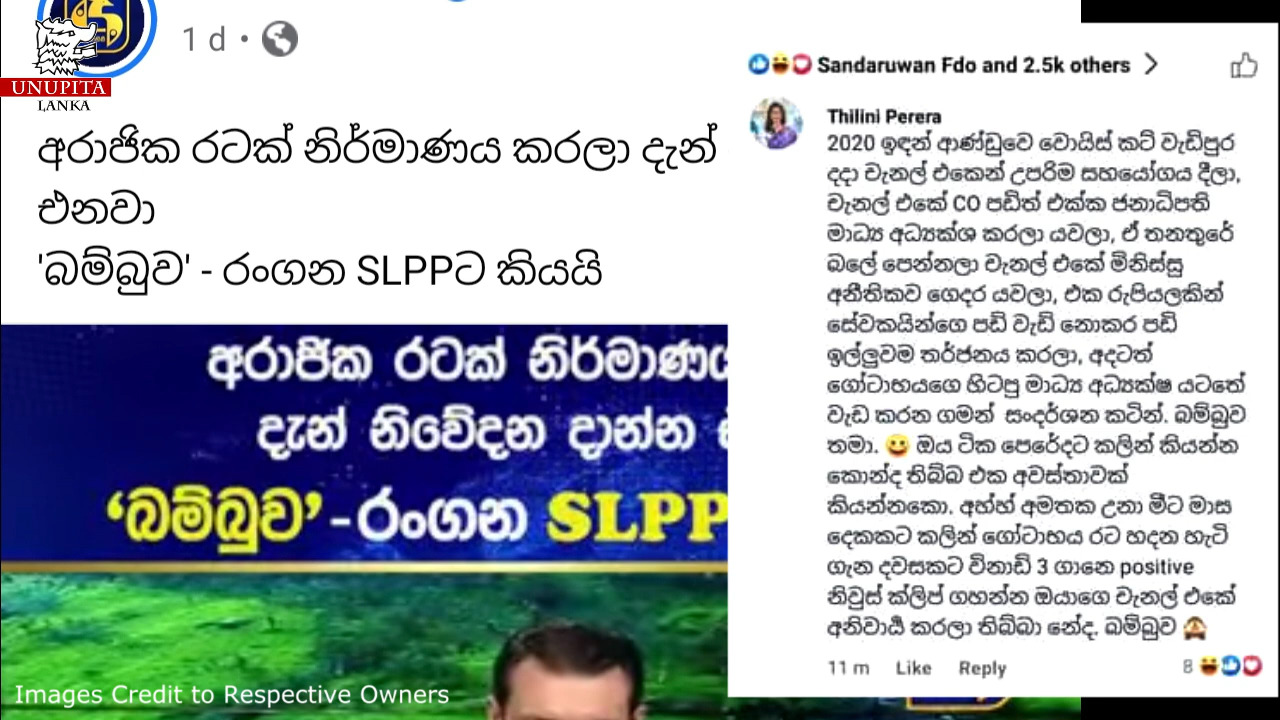 UNUPITA
LANKA
1 d
අරාජික රටක් නිර්මාණය කරලා දැන්
එනවා
'බම්බුව' - රංගන SLPPට කියයි
අරාජික රටක් නිර්මාණය
දැන් නිවේදන දාන්න
'බම්බුව' - රංගන SLPP
Images Credit to Respective Owners
Sandaruwan Fdo and 2.5k others
Thilini Perera
2020 ඉඳන් ආණ්ඩුවෙ වොයිස් කට් වැඩිපුර
දදා චැනල් එකෙන් උපරිම සහයෝගය දීලා,
චැනල් එකේ CO පඩිත් එක්ක ජනාධිපති
මාධ්‍ය අධ්‍යක්ශ කරලා යවලා, ඒ තනතුරේ
බලේ පෙන්නලා චැනල් එකේ මිනිස්සු
අනීතිකව ගෙදර යවලා, එක රුපියලකින්
සේවකයින්ගෙ පඩි වැඩි නොකර පඩි
ඉල්ලුවම තර්ජනය කරලා, අදටත්
ගෝටාභයගෙ හිටපු මාධ්‍ය අධ්‍යක්ෂ යටතේ
වැඩ කරන ගමන් සංදර්ශන කටින්. බම්බුව
තමා. 😀 ඔය ටික පෙරේදට කලින් කියන්න
කොන්ද තිබ්බ එක අවස්තාවක්
කියන්නකො. අහ්හ් අමතක උනා මීට මාස
දෙකකට කලින් ගෝටාභය රට හදන හැටි
ගැන දවසකට විනාඩි 3 ගානෙ positive
නිවුස් ක්ලිප් ගහන්න ඔයාගෙ චැනල් එකේ
අනිවාර්‍ය කරලා තිබ්බා නේද. බම්බුව 🙈
11 m Like Reply 8